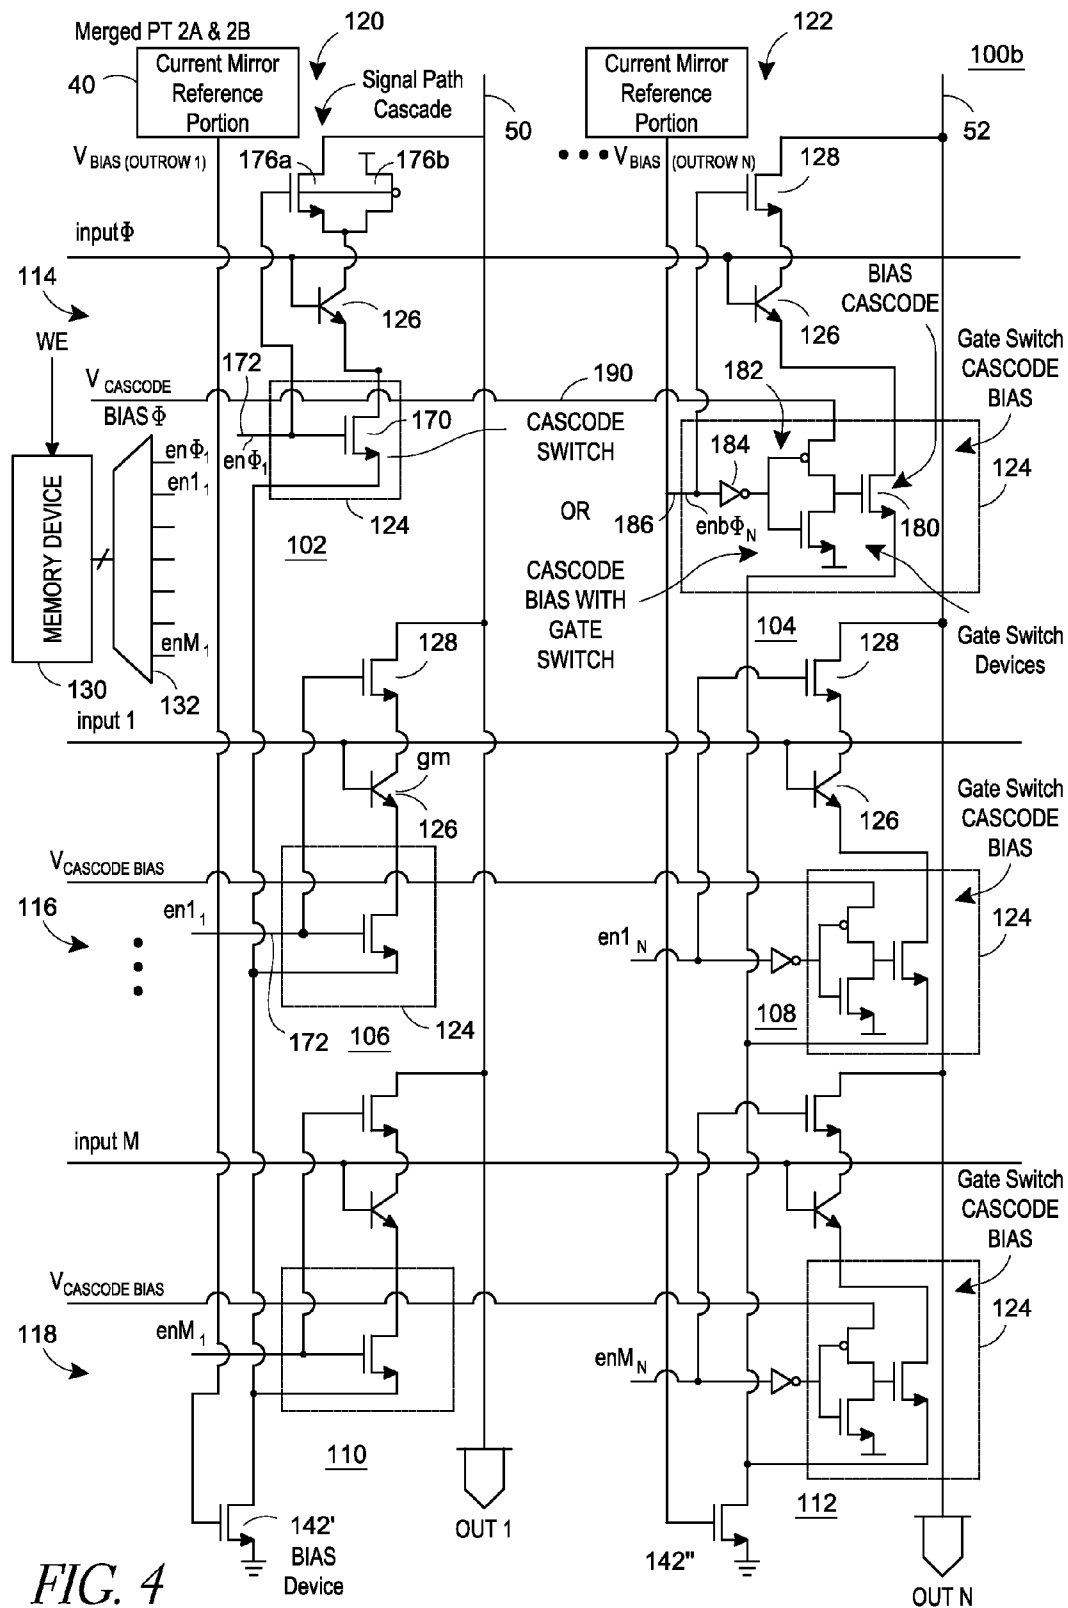 Merged PT 2A & 2B
120
122
100b
40
Current Mirror
Reference
Portion
Signal Path
Cascade
50
Current Mirror
Reference
Portion
52
V BIAS (OUTROW 1)
176a
176b
• • • V BIAS (OUTROW N)
128
inputΦ
114
126
BIAS
CASCODE
126
WE
172
V CASCODE
BIAS Φ
190
182
Gate Switch
CASCODE
BIAS
enΦ1
en11
enΦ1
170
CASCODE
SWITCH
184
124
MEMORY DEVICE
124
OR
186
enbΦN
180
102
CASCODE
BIAS WITH
GATE
SWITCH
enM1
104
Gate Switch
Devices
128
128
130
132
input 1
gm
126
126
Gate Switch
CASCODE
BIAS
VCASCODE BIAS
116
en11
en1N
124
172
106
124
108
input M
Gate Switch
CASCODE
BIAS
VCASCODE BIAS
118
enM1
enMN
124
110
112
142'
BIAS
Device
OUT 1
142"
OUT N
FIG. 4